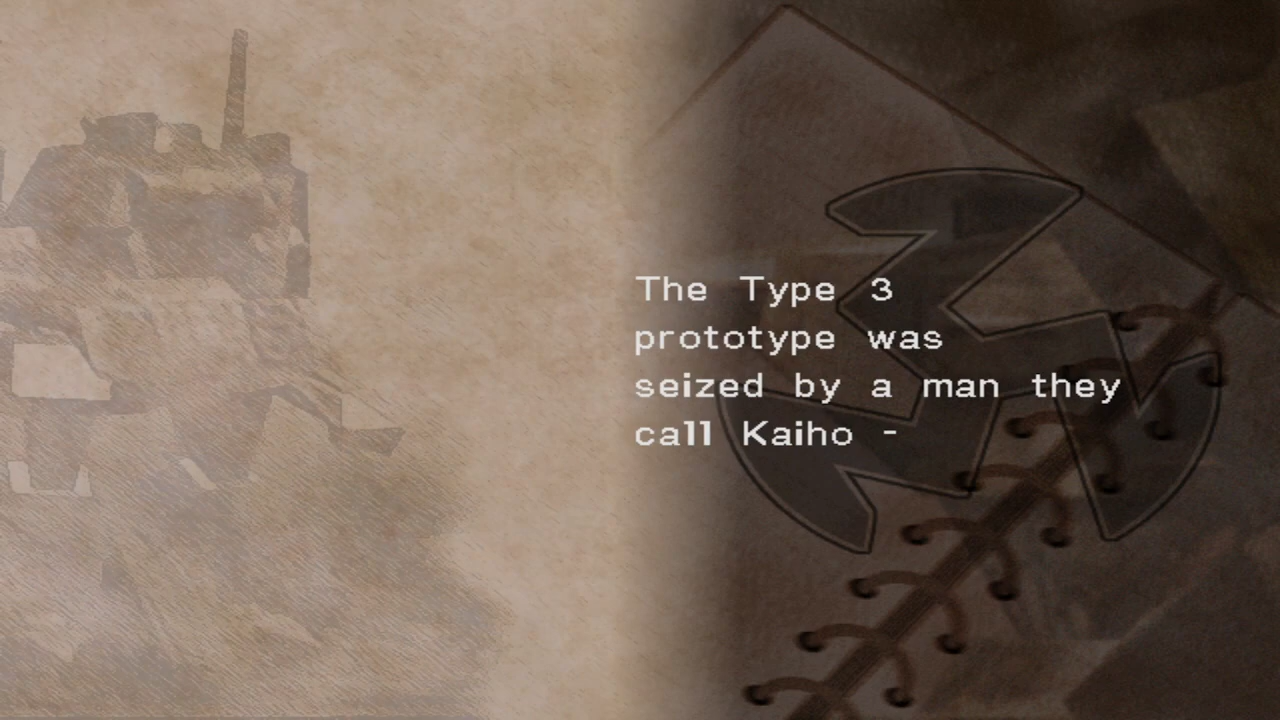 The Type 3
prototype was
seized by a man they
call Kaiho -